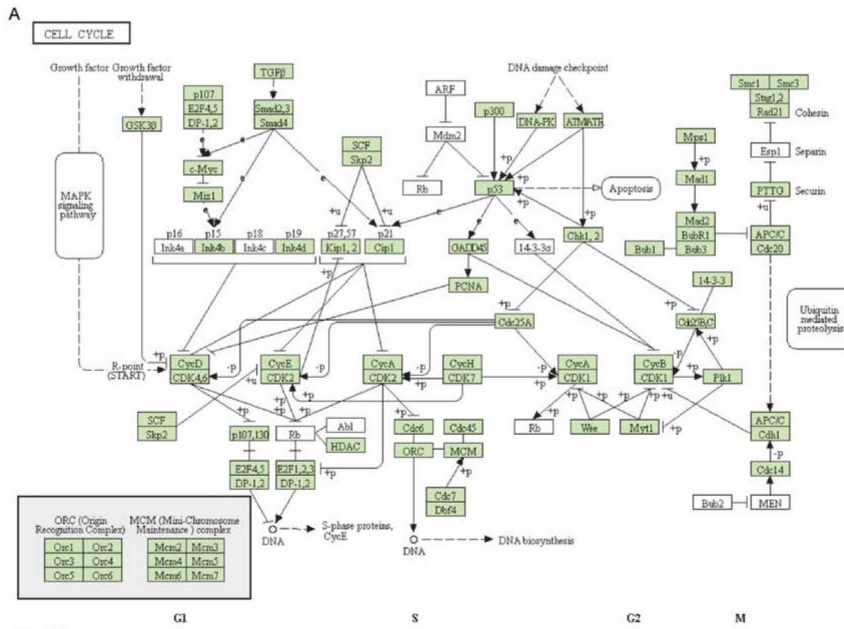 A
CELL CYCLE
Growth factor
Growth factor
withdrawal
TGFβ
DNA damage checkpoint
Smc1 Smc3
Stag1,2
Rad21
Cohesin
p107
E2F4,5
DP-1,2
GSK3β
Smad2,3
Smad4
ARF
p300
DNA-PK
ATM/ATR
Mdm2
Mps1
Esp1
Separin
c-Myc
SCF
Skp2
Miz1
Rb
p53
Apoptosis
Mad1
PTTG
Securin
MAPK
signaling
pathway
e
e
e
e
e
e
+p
+p
+p
+p
+p
+u
+u
+u
p16
Ink4a
p15
Ink4b
p18
Ink4c
p19
Ink4d
p27,57
Kip1, 2
p21
Cip1
GADD45
14-3-3σ
Chk1, 2
Mad2
BubR1
Bub3
Bub1
APC/C
Cdc20
PCNA
14-3-3
Cdc25A
Cdc25B,C
Ubiquitin
mediated
proteolysis
+p
+p
+p
+p
R-point
(START)
CycD
CDK4,6
CycE
CDK2
CycA
CDK2
CycH
CDK7
CycA
CDK1
CycB
CDK1
Plk1
+p
-p
+u
-p
-p
+p
-p
-p
+p
+p
SCF
Skp2
p107,130
Rb
Abl
HDAC
Cdc6
Cdc45
ORC
MCM
Rb
Wee
Myt1
APC/C
Cdh1
+p
+p
+p
+p
+p
+p
+p
+p
+p
+p
+u
+p
-p
E2F4,5
DP-1,2
E2F1,2,3
DP-1,2
Cdc7
Dbf4
Cdc14
Bub2
MEN
DNA
S-phase proteins,
CycE
DNA
DNA biosynthesis
ORC (Origin
Recognition Complex)
MCM (Mini-Chromosome
Maintenance ) complex
Orc1 Orc2
Orc3 Orc4
Orc5 Orc6
Mcm2 Mcm3
Mcm4 Mcm5
Mcm6 Mcm7
G1
S
G2
M